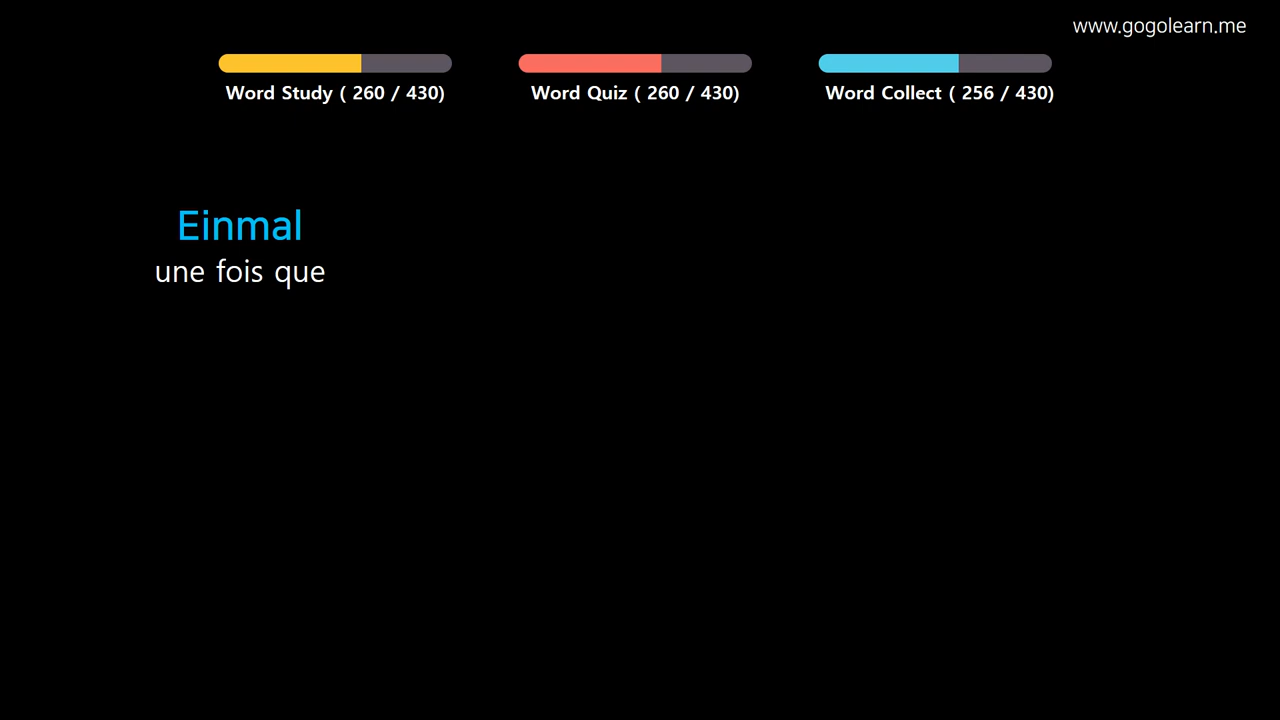 www.gogolearn.me
Word Study ( 260 / 430)
Word Quiz ( 260 / 430)
Word Collect ( 256 / 430)
Einmal
une fois que